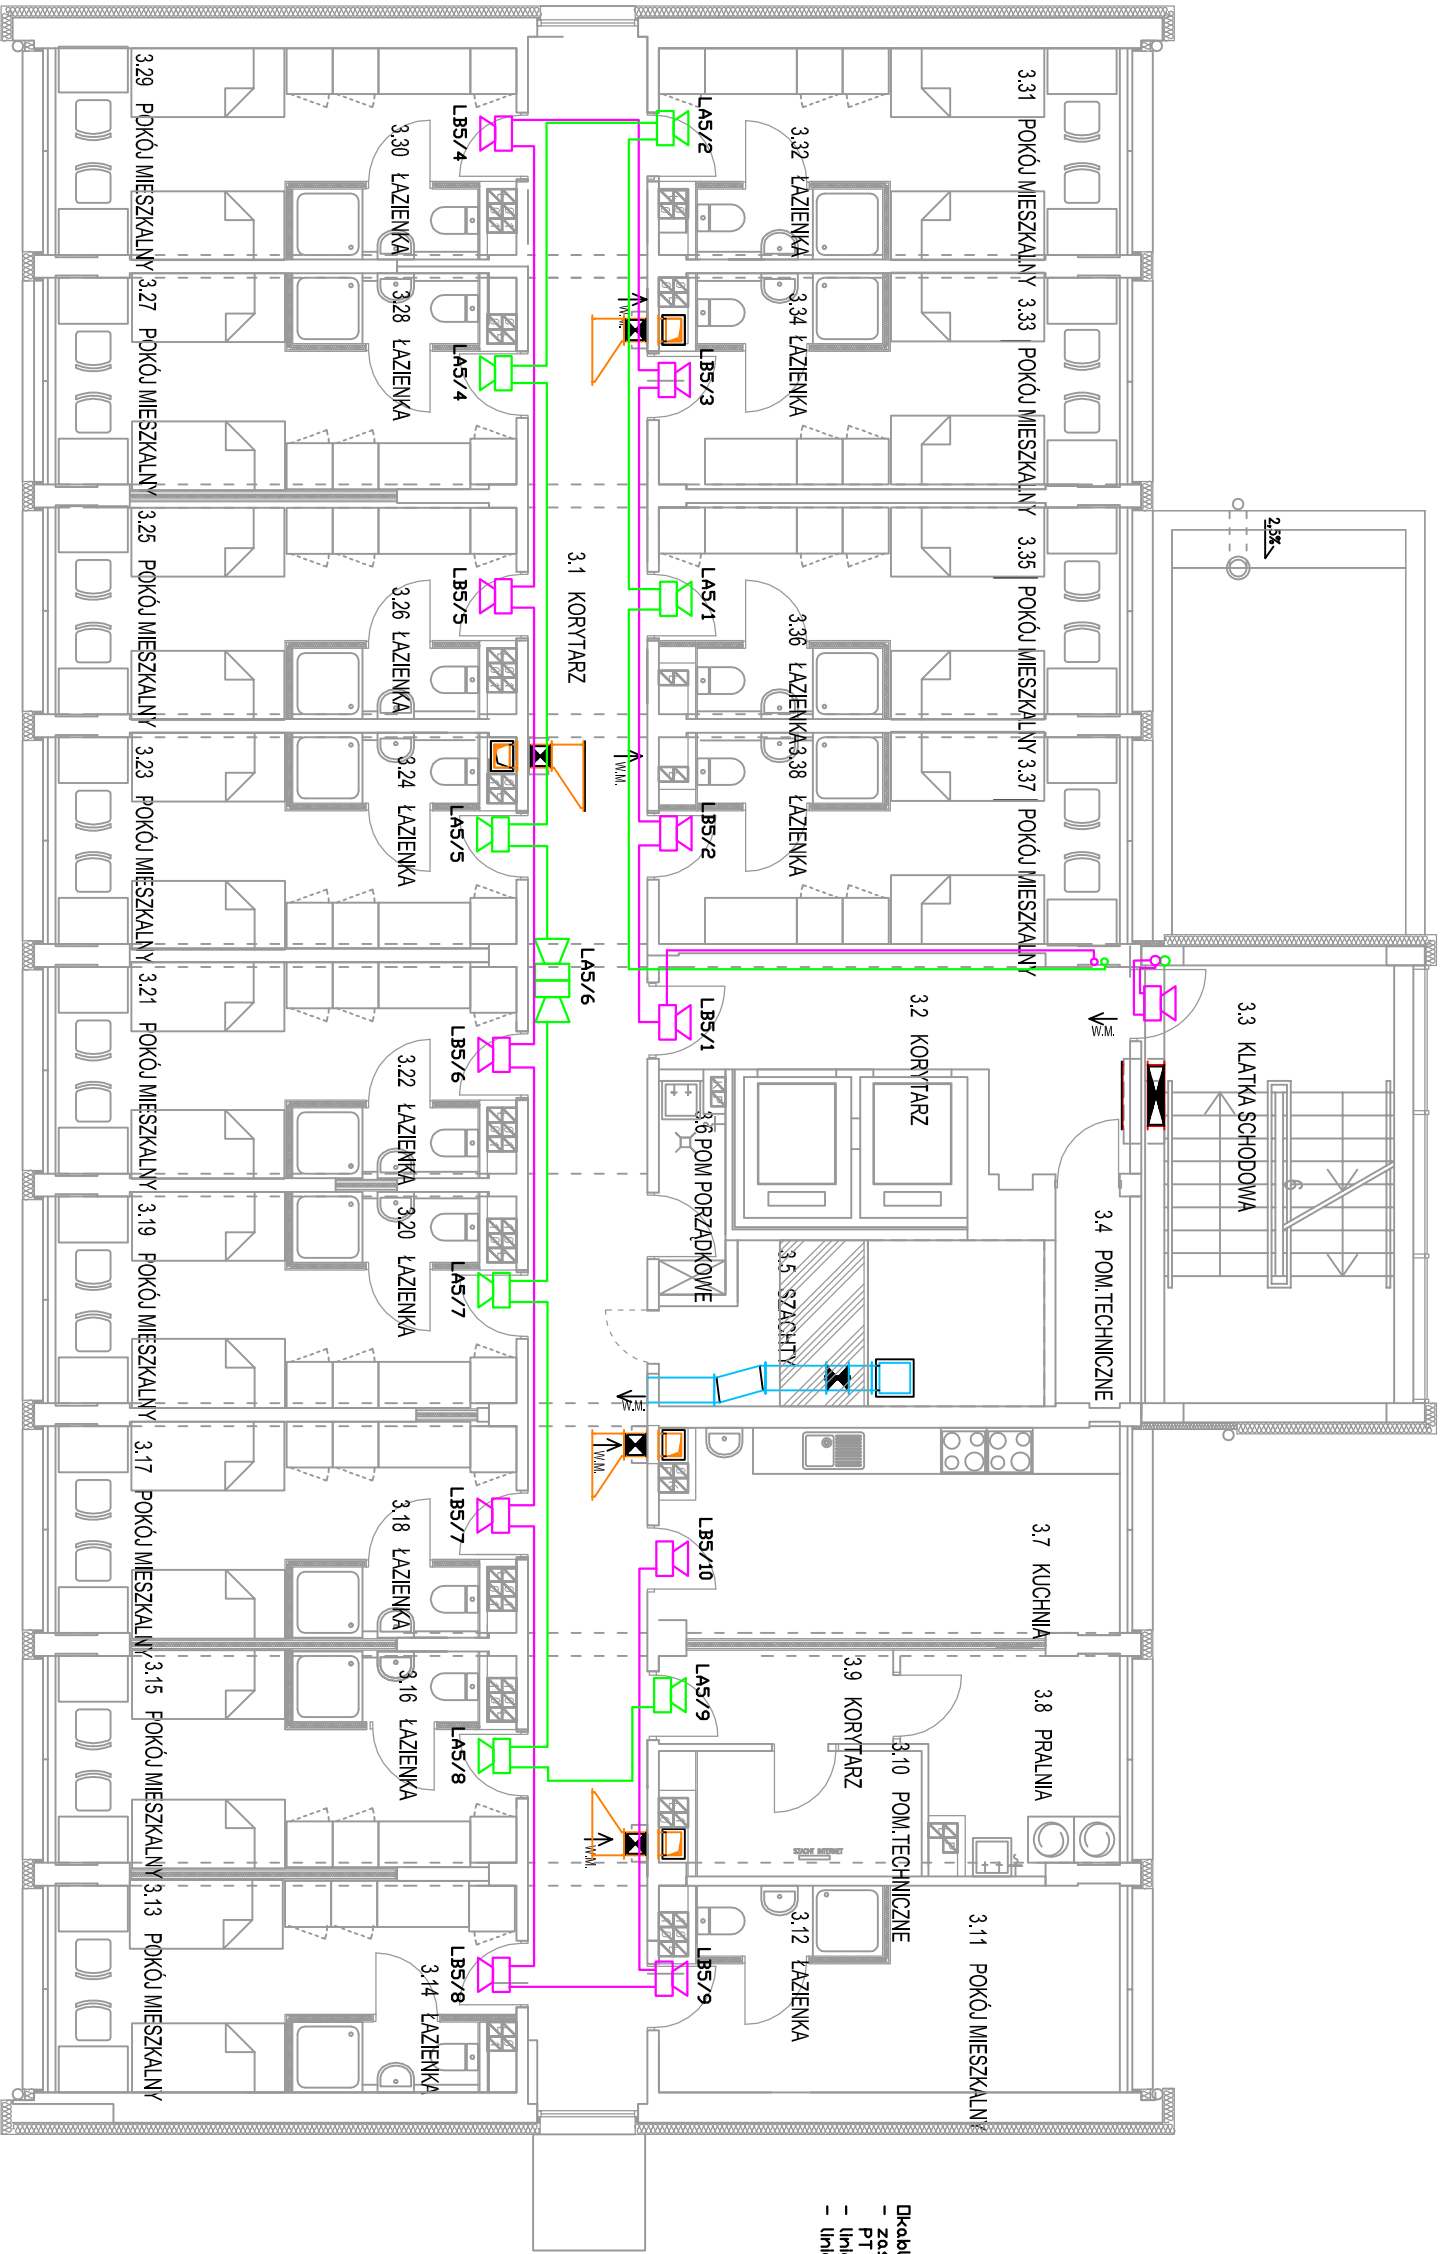 3.31 POKÓJ MIESZKALNY
3.33 POKÓJ MIESZKALNY
3.35 POKÓJ MIESZKALNY
3.37 POKÓJ MIESZKALNY
3.32 ŁAZIENKA
3.34 ŁAZIENKA
3.36 ŁAZIENKA
3.38 ŁAZIENKA
LA5/2
LB5/3
LA5/1
LB5/2
LB5/1
LB5/10
LA5/9
LB5/9
2,5%
3.3 KLATKA SCHODOWA
6
3.4 POM.TECHNICZNE
3.2 KORYTARZ
3.5 SZACHTY
3.6 POM PORZĄDKOWE
3.7 KUCHNIA
3.8 PRALNIA
3.9 KORYTARZ
3.10 POM.TECHNICZNE
SZACHT INTERNET
3.11 POKÓJ MIESZKALNY
3.12 ŁAZIENKA
W.M.
W.M.
W.M.
W.M.
W.M.
W.M.
3.1 KORYTARZ
LA5/6
LB5/4
LA5/4
LB5/5
LA5/5
LB5/6
LA5/7
LB5/7
LA5/8
LB5/8
3.30 ŁAZIENKA
3.28 ŁAZIENKA
3.26 ŁAZIENKA
3.24 ŁAZIENKA
3.22 ŁAZIENKA
3.20 ŁAZIENKA
3.18 ŁAZIENKA
3.16 ŁAZIENKA
3.14 ŁAZIENKA
3.29 POKÓJ MIESZKALNY
3.27 POKÓJ MIESZKALNY
3.25 POKÓJ MIESZKALNY
3.23 POKÓJ MIESZKALNY
3.21 POKÓJ MIESZKALNY
3.19 POKÓJ MIESZKALNY
3.17 POKÓJ MIESZKALNY
3.15 POKÓJ MIESZKALNY
3.13 POKÓJ MIESZKALNY
PT